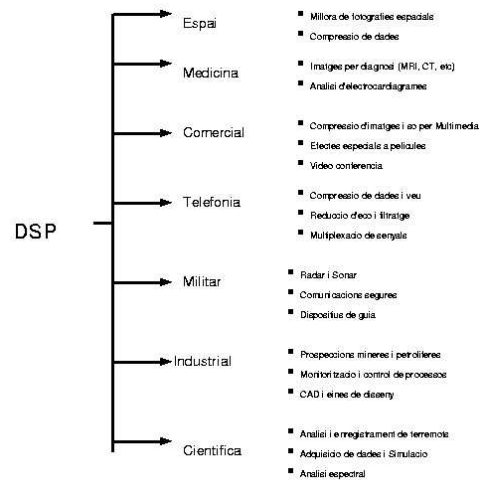 DSP
Espai
Millora de fotografies espacials
Compressio de dades
Medicina
Imatges per diagnosi (MRI, CT, etc)
Analisi d'electrocardiagrames
Comercial
Compressio d'imatges i so per Multimedia
Efectes especials a pelicules
Video conferencia
Telefonia
Compressio de dades i veu
Reduccio d'eco i filtratge
Multiplexacio de senyals
Militar
Radar i Sonar
Comunicacions segures
Dispositius de guia
Industrial
Prospeccions mineres i petroliferes
Monitoritzacio i control de processos
CAD i eines de disseny
Cientifica
Analisi i enregistrament de terremots
Adquisicio de dades i Simulacio
Analisi espectral